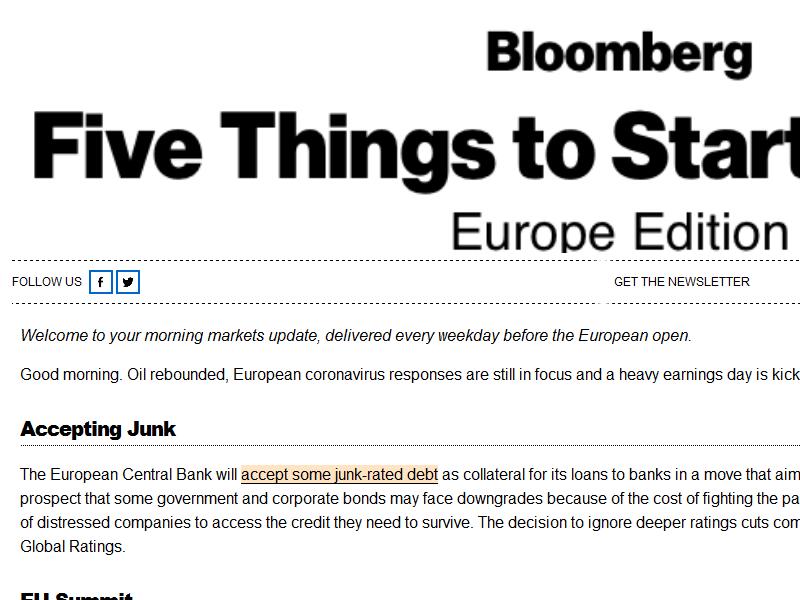 Bloomberg
Five Things to Start
Europe Edition
FOLLOW US GET THE NEWSLETTER
Welcome to your morning markets update, delivered every weekday before the European open.
Good morning. Oil rebounded, European coronavirus responses are still in focus and a heavy earnings day is kick
Accepting Junk
The European Central Bank will accept some junk-rated debt as collateral for its loans to banks in a move that aim
prospect that some government and corporate bonds may face downgrades because of the cost of fighting the pa
of distressed companies to access the credit they need to survive. The decision to ignore deeper ratings cuts com
Global Ratings.
EU Summit